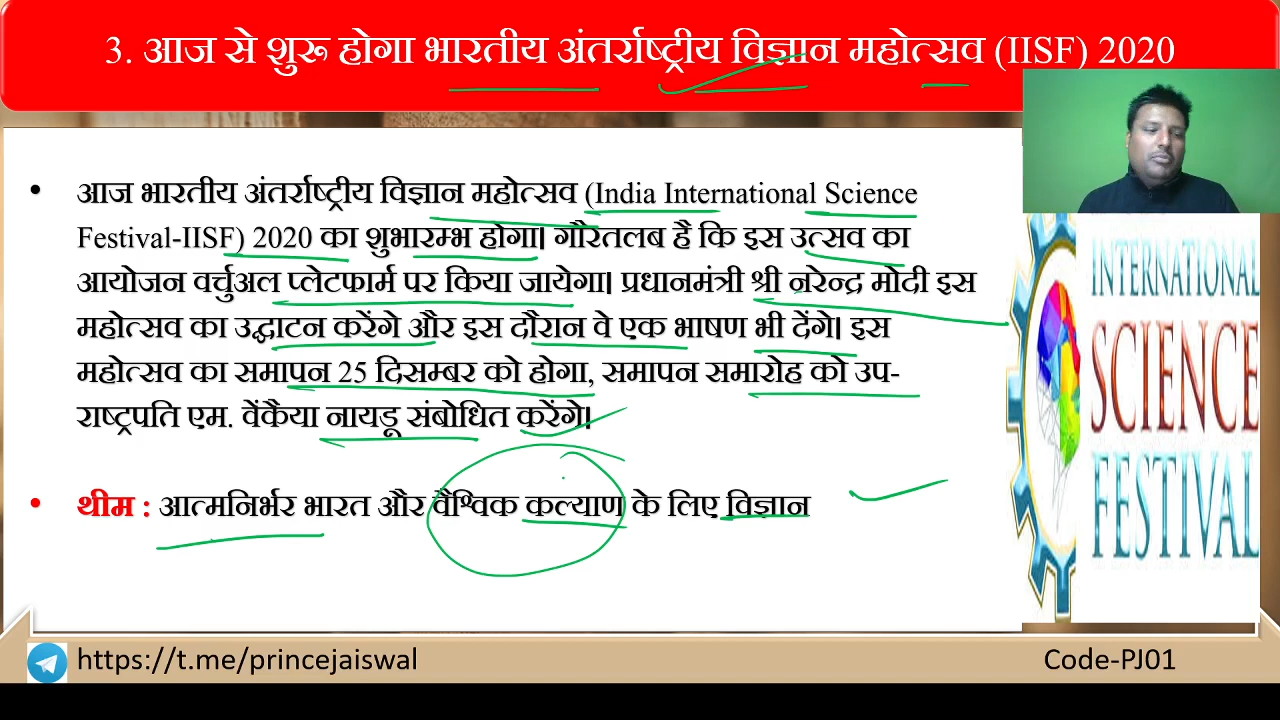 3. आज से शुरू होगा भारतीय अंतर्राष्ट्रीय विज्ञान महोत्सव (IISF) 2020
• आज भारतीय अंतर्राष्ट्रीय विज्ञान महोत्सव (India International Science
Festival-IISF) 2020 का शुभारम्भ होगा। गौरतलब है कि इस उत्सव का
आयोजन वर्चुअल प्लेटफार्म पर किया जायेगा। प्रधानमंत्री श्री नरेन्द्र मोदी इस
महोत्सव का उद्घाटन करेंगे और इस दौरान वे एक भाषण भी देंगे। इस
महोत्सव का समापन 25 दिसम्बर को होगा, समापन समारोह को उप-
राष्ट्रपति एम. वेंकैया नायडू संबोधित करेंगे।
• थीम : आत्मनिर्भर भारत और वैश्विक कल्याण के लिए विज्ञान
INTERNATIONAL
SCIENCE
FESTIVAL
https://t.me/princejaiswal
Code-PJ01